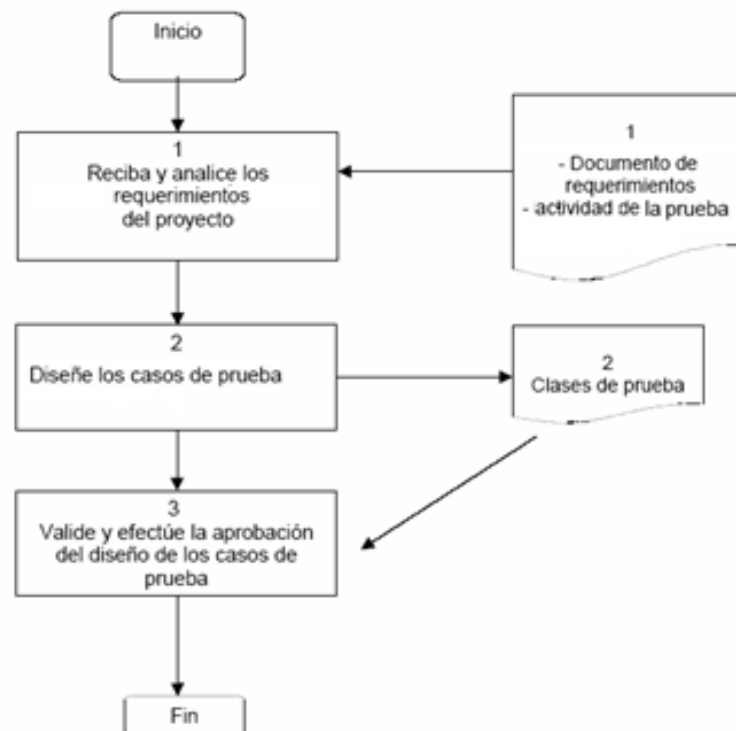 Inicio
1
Reciba y analice los
requerimientos
del proyecto
1
- Documento de
requerimientos
- actividad de la prueba
2
Diseñe los casos de prueba
2
Clases de prueba
3
Valide y efectúe la aprobación
del diseño de los casos de
prueba
Fin